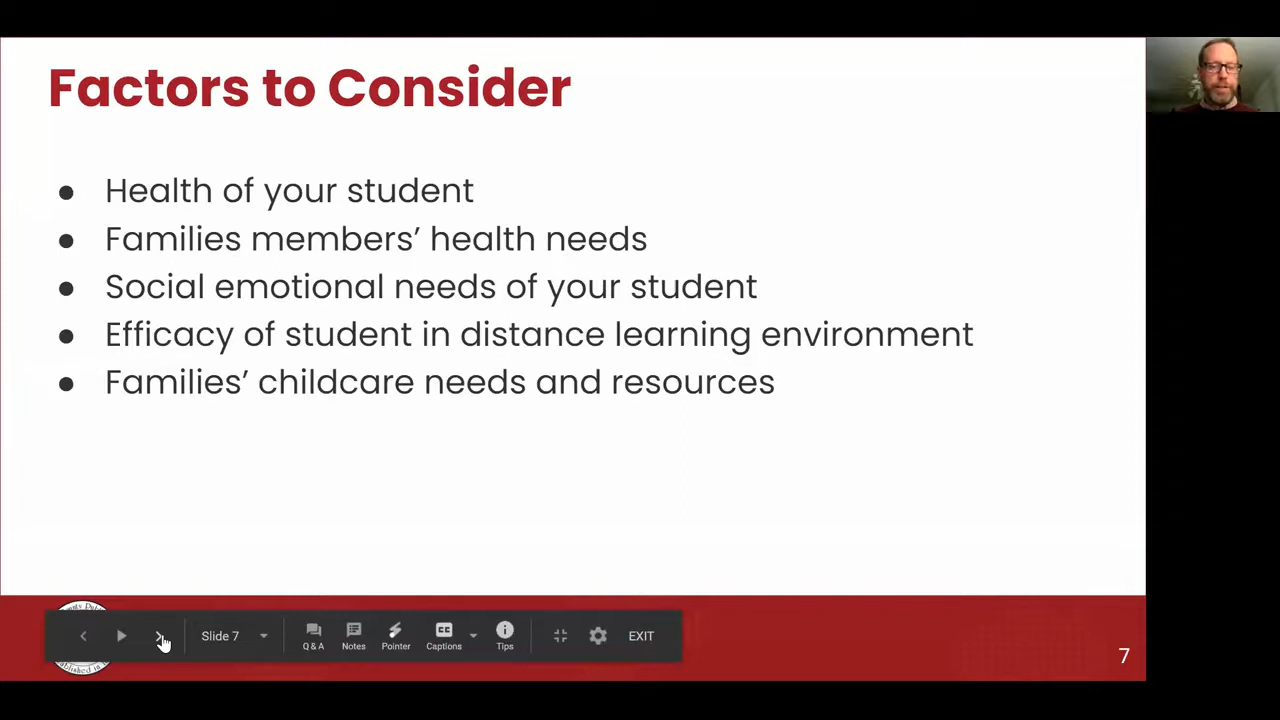 Factors to Consider
● Health of your student
● Families members’ health needs
● Social emotional needs of your student
● Efficacy of student in distance learning environment
● Families’ childcare needs and resources
Slide 7
Q & A
Notes
Pointer
CC
Captions
Tips
EXIT
7